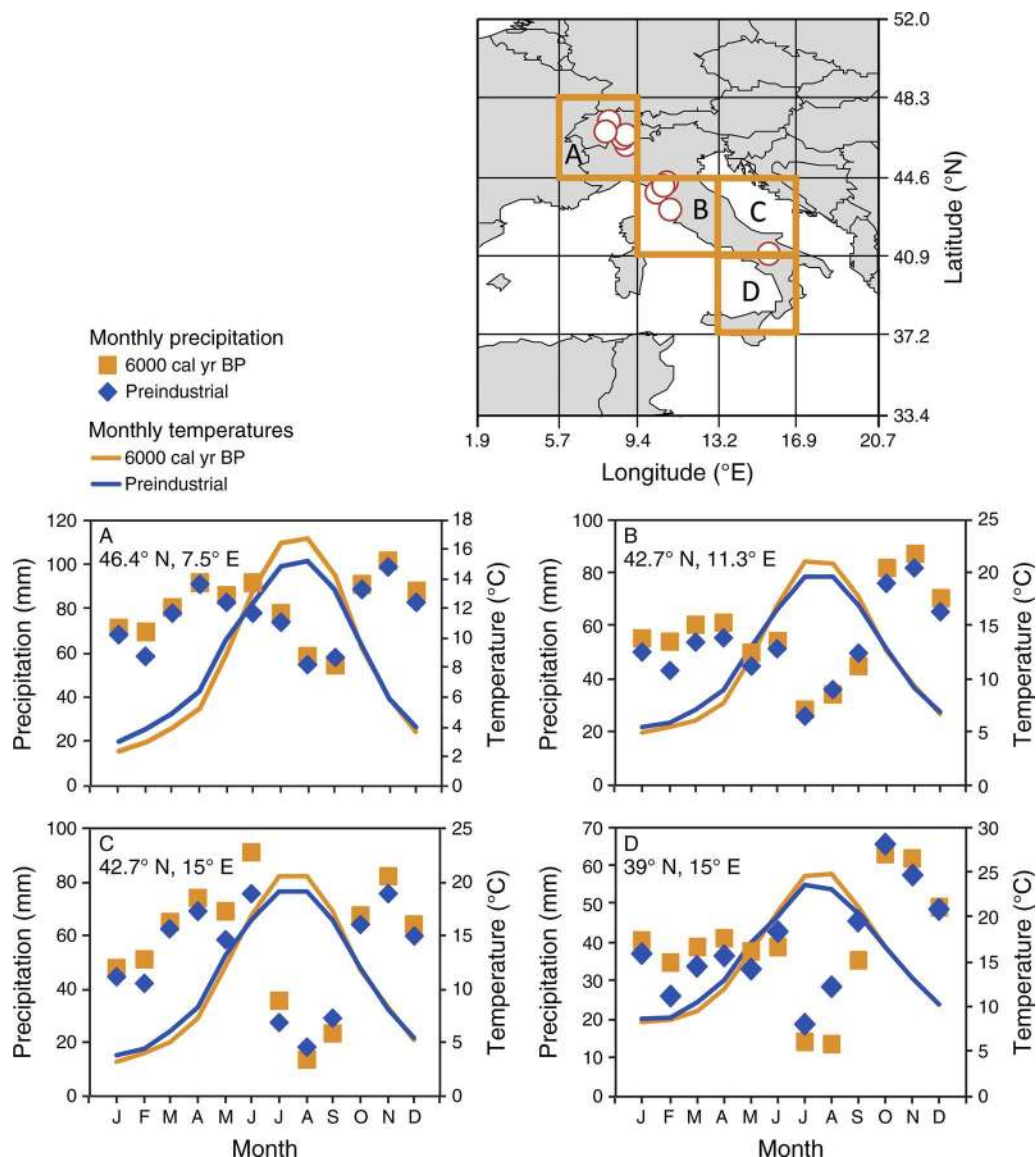 52.0
48.3
44.6
40.9
37.2
33.4
Latitude (°N)
A
B
C
D
1.9 5.7 9.4 13.2 16.9 20.7
Longitude (°E)
Monthly precipitation
6000 cal yr BP
Preindustrial
Monthly temperatures
6000 cal yr BP
Preindustrial
A
46.4° N, 7.5° E
Precipitation (mm)
120
100
80
60
40
20
0
Temperature (°C)
18
16
14
12
10
8
6
4
2
0
B
42.7° N, 11.3° E
Precipitation (mm)
100
80
60
40
20
0
Temperature (°C)
25
20
15
10
5
0
C
42.7° N, 15° E
Precipitation (mm)
100
80
60
40
20
0
Temperature (°C)
25
20
15
10
5
0
J F M A M J J A S O N D
Month
D
39° N, 15° E
Precipitation (mm)
70
60
50
40
30
20
10
0
Temperature (°C)
30
25
20
15
10
5
0
J F M A M J J A S O N D
Month